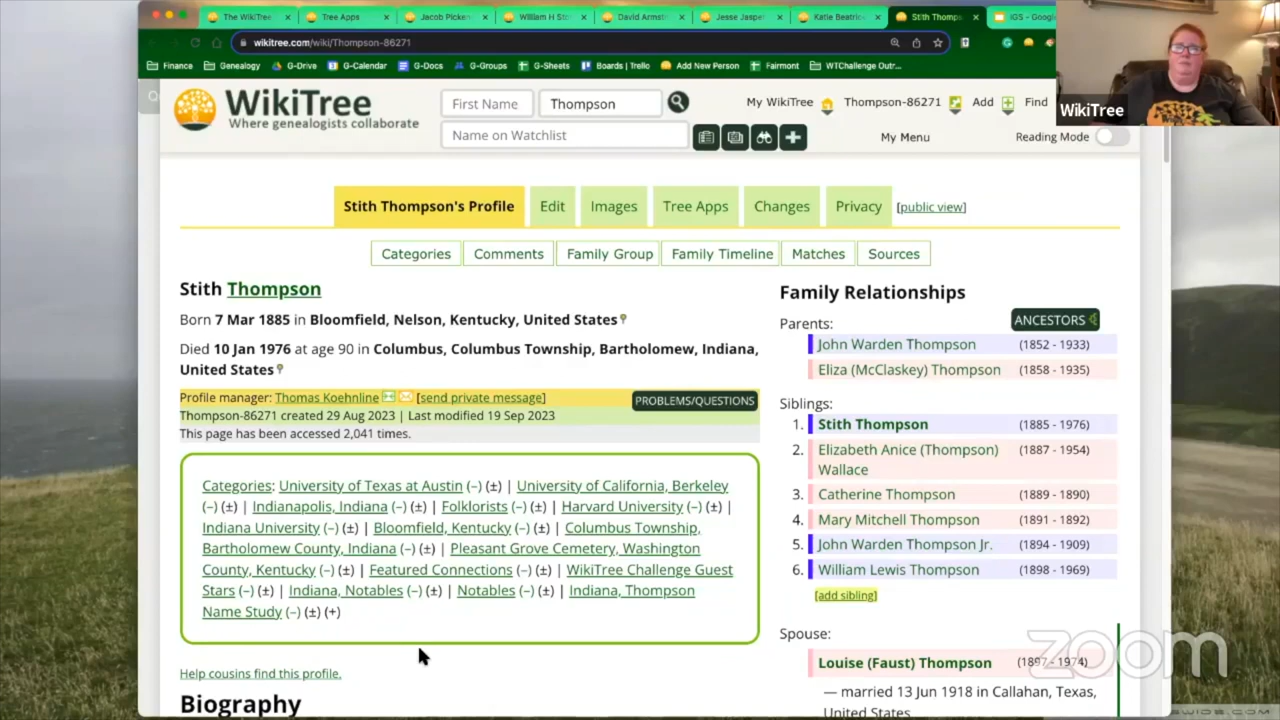 The WikiTree
Tree Apps
Jacob Picken
William H Sto
David Armst
Jesse Jasper
Katie Beatric
Stith Thomps
IGS - Google
wikitree.com/wiki/Thompson-86271
Finance
Genealogy
G-Drive
G-Calendar
G-Docs
G-Groups
G-Sheets
Boards | Trello
Add New Person
Fairmont
WTChallenge Outr...
WikiTree
WikiTree
Where genealogists collaborate
First Name
Thompson
My WikiTree
Thompson-86271
Add
Find
Name on Watchlist
My Menu
Reading Mode
Stith Thompson's Profile
Edit
Images
Tree Apps
Changes
Privacy
[public view]
Categories
Comments
Family Group
Family Timeline
Matches
Sources
Stith Thompson
Born 7 Mar 1885 in Bloomfield, Nelson, Kentucky, United States
Died 10 Jan 1976 at age 90 in Columbus, Columbus Township, Bartholomew, Indiana,
United States
Profile manager: Thomas Koehnline [send private message]
PROBLEMS/QUESTIONS
Thompson-86271 created 29 Aug 2023 | Last modified 19 Sep 2023
This page has been accessed 2,041 times.
Categories: University of Texas at Austin (−) (±) | University of California, Berkeley
(−) (±) | Indianapolis, Indiana (−) (±) | Folklorists (−) (±) | Harvard University (−) (±) |
Indiana University (−) (±) | Bloomfield, Kentucky (−) (±) | Columbus Township,
Bartholomew County, Indiana (−) (±) | Pleasant Grove Cemetery, Washington
County, Kentucky (−) (±) | Featured Connections (−) (±) | WikiTree Challenge Guest
Stars (−) (±) | Indiana, Notables (−) (±) | Notables (−) (±) | Indiana, Thompson
Name Study (−) (±) (+)
Help cousins find this profile.
Biography
Family Relationships
Parents:
ANCESTORS
John Warden Thompson (1852 - 1933)
Eliza (McClaskey) Thompson (1858 - 1935)
Siblings:
1. Stith Thompson (1885 - 1976)
2. Elizabeth Anice (Thompson) (1887 - 1954)
Wallace
3. Catherine Thompson (1889 - 1890)
4. Mary Mitchell Thompson (1891 - 1892)
5. John Warden Thompson Jr. (1894 - 1909)
6. William Lewis Thompson (1898 - 1969)
[add sibling]
Spouse:
Louise (Faust) Thompson (1897 - 1974)
— married 13 Jun 1918 in Callahan, Texas,
United States
zoom